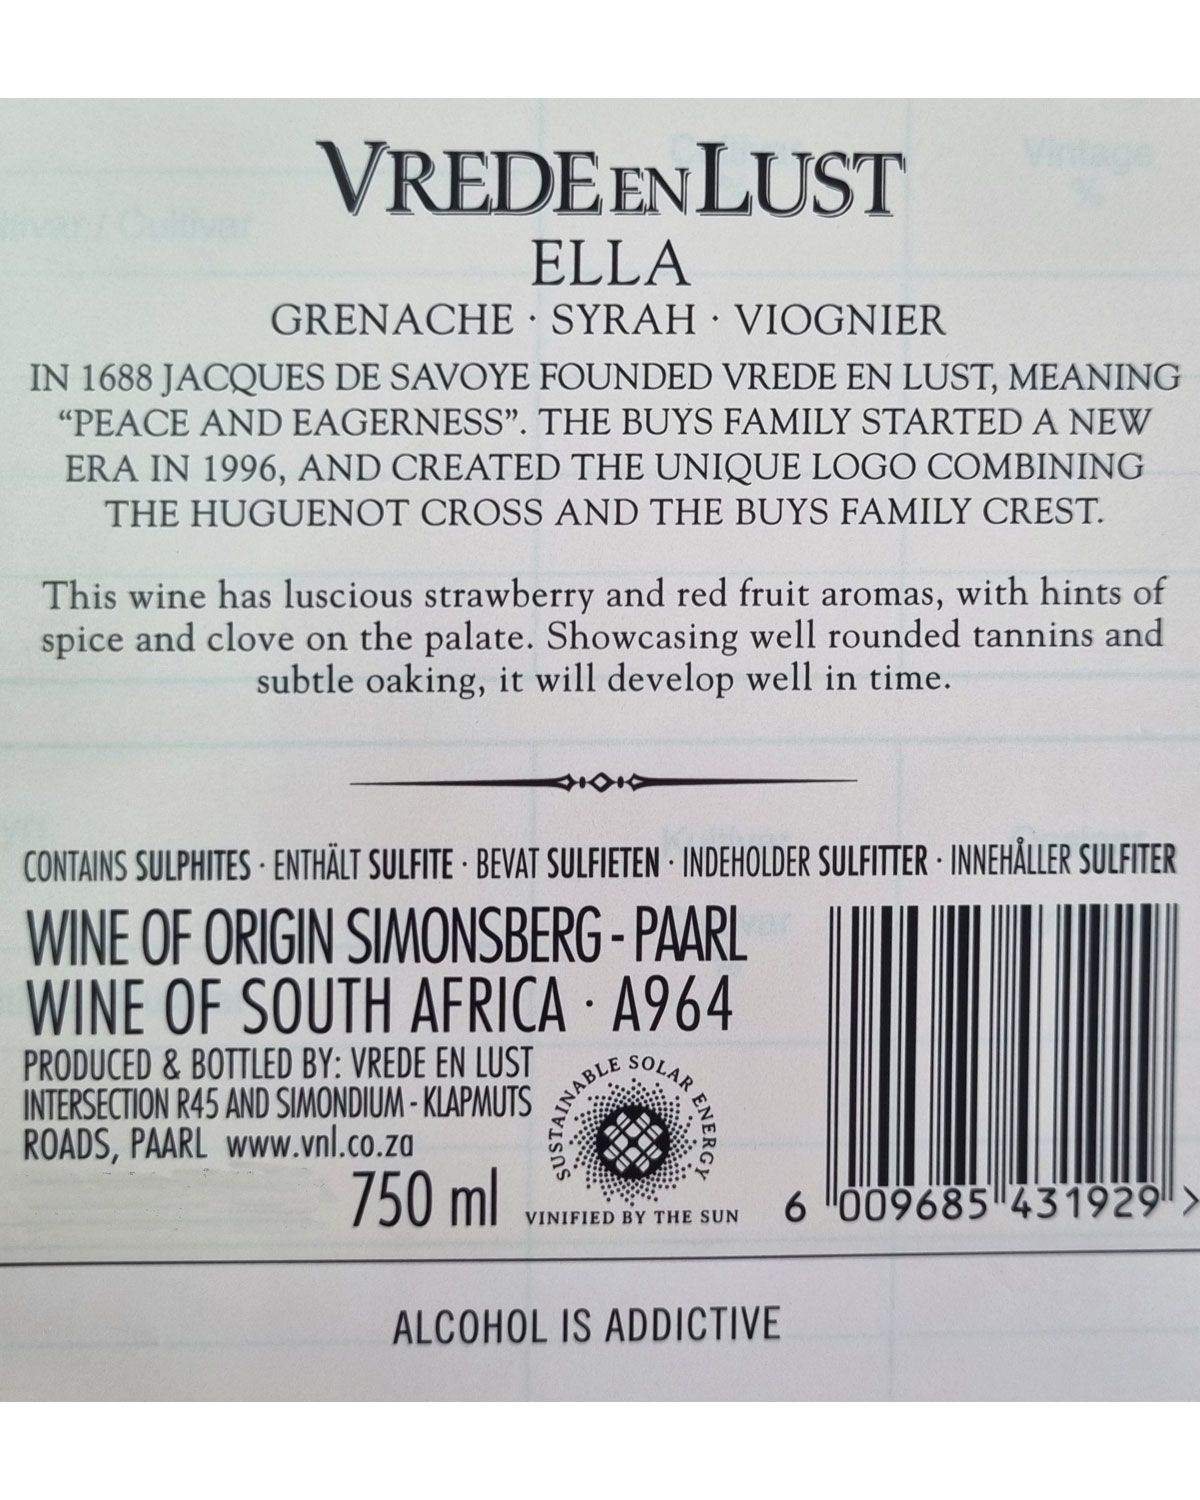 VREDE EN LUST
ELLA
GRENACHE · SYRAH · VIOGNIER
IN 1688 JACQUES DE SAVOYE FOUNDED VREDE EN LUST, MEANING
“PEACE AND EAGERNESS”. THE BUYS FAMILY STARTED A NEW
ERA IN 1996, AND CREATED THE UNIQUE LOGO COMBINING
THE HUGUENOT CROSS AND THE BUYS FAMILY CREST.
This wine has luscious strawberry and red fruit aromas, with hints of
spice and clove on the palate. Showcasing well rounded tannins and
subtle oaking, it will develop well in time.
CONTAINS SULPHITES · ENTHÄLT SULFITE · BEVAT SULFIETEN · INDEHOLDER SULFITTER · INNEHÅLLER SULFITER
WINE OF ORIGIN SIMONSBERG - PAARL
WINE OF SOUTH AFRICA · A964
PRODUCED & BOTTLED BY: VREDE EN LUST
INTERSECTION R45 AND SIMONDIUM - KLAPMUTS
ROADS, PAARL www.vnl.co.za
750 ml
SUSTAINABLE SOLAR ENERGY
VINIFIED BY THE SUN
6 009685 431929 >
ALCOHOL IS ADDICTIVE
Cultivar
Vintage
%
ltivar / Cultivar